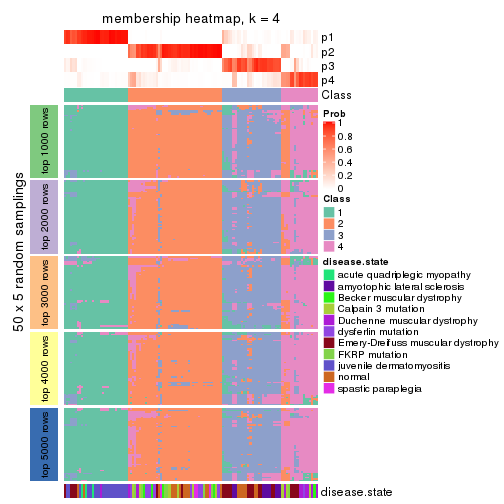 membership heatmap, k = 4
p1
p2
p3
p4
Class
50 x 5 random samplings
top 1000 rows
top 2000 rows
top 3000 rows
top 4000 rows
top 5000 rows
Prob
1
0.8
0.6
0.4
0.2
0
Class
1
2
3
4
disease.state
acute quadriplegic myopathy
amyotophic lateral sclerosis
Becker muscular dystrophy
Calpain 3 mutation
Duchenne muscular dystrophy
dysferlin mutation
Emery-Dreifuss muscular dystrophy
FKRP mutation
juvenile dermatomyositis
normal
spastic paraplegia
disease.state